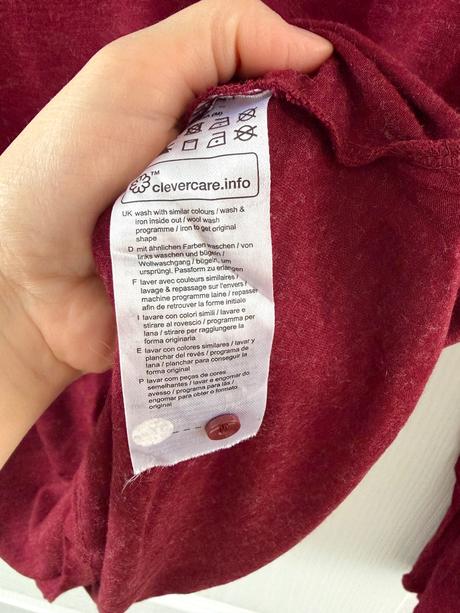 ™
clevercare.info
UK wash with similar colours / wash &
iron inside out / wool wash
programme / iron to get original
shape
D mit ähnlichen Farben waschen / von
links waschen und bügeln /
Wollwaschgang / bügeln, um
ursprüngl. Passform zu erlangen
F laver avec couleurs similaires /
lavage & repassage sur l'envers /
machine programme laine / repasser
afin de retrouver la forme initiale
I lavare con colori simili / lavare e
stirare al rovescio / programma per
lana / stirare per raggiungere la
forma originaria
E lavar con colores similares / lavar y
planchar del revés / programa de
lana / planchar para conseguir la
forma original
P lavar com peças de cores
semelhantes / lavar e engomar do
avesso / programa para lãs /
engomar para obter o formato
original